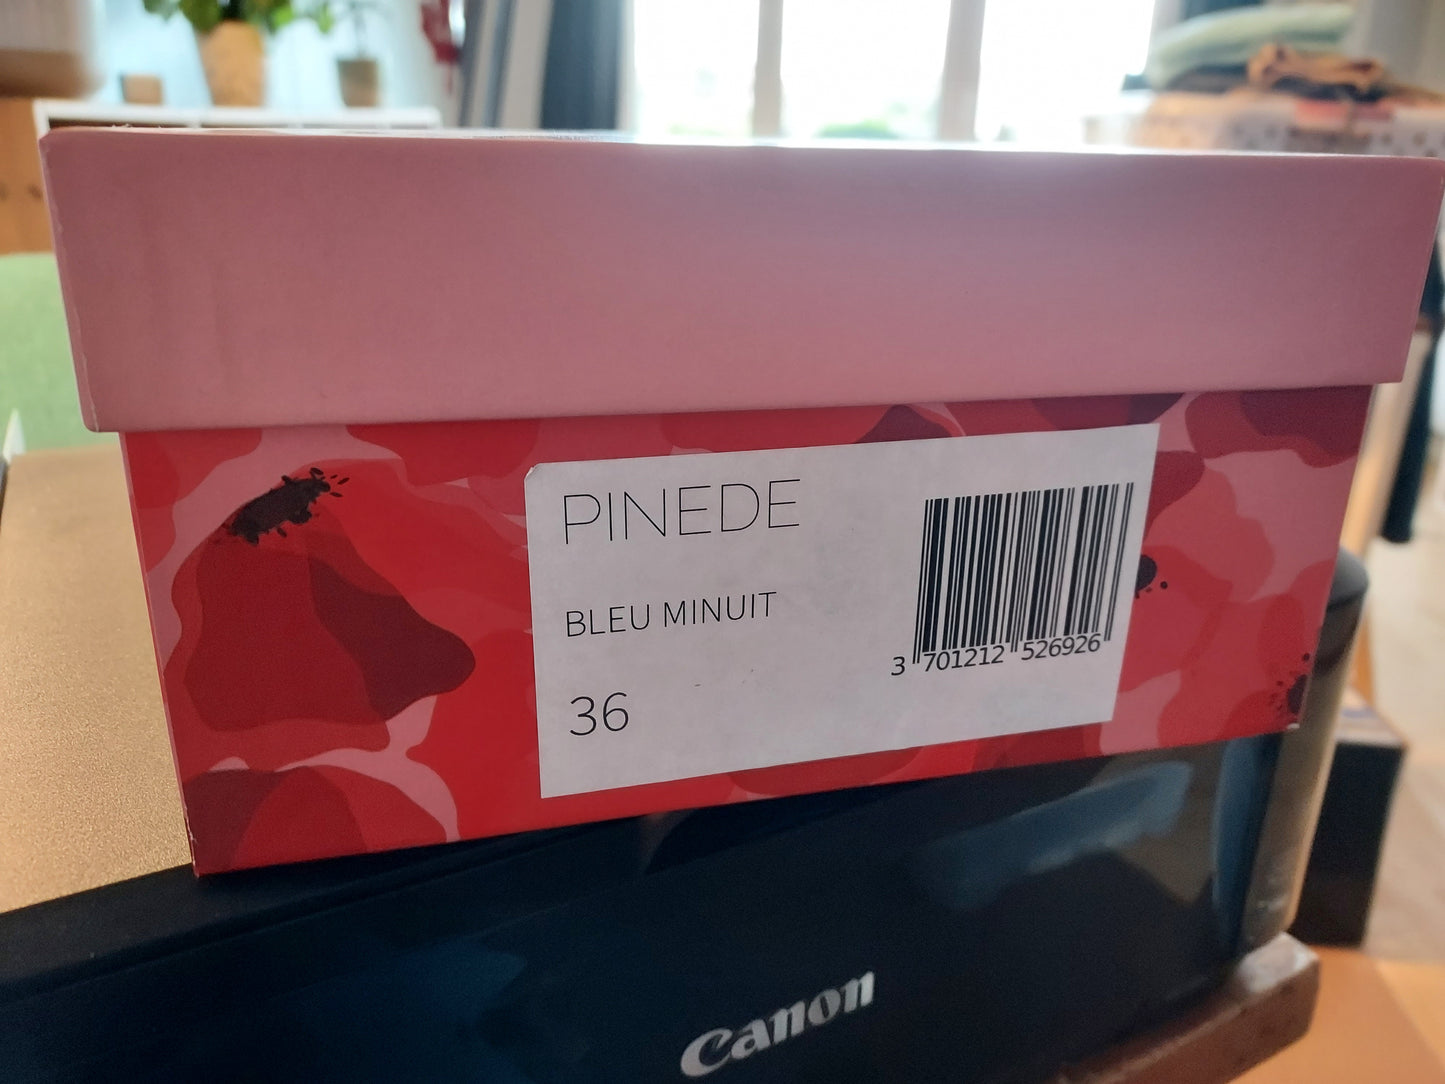 PINEDE
BLEU MINUIT
36
3 701212 526926
Canon